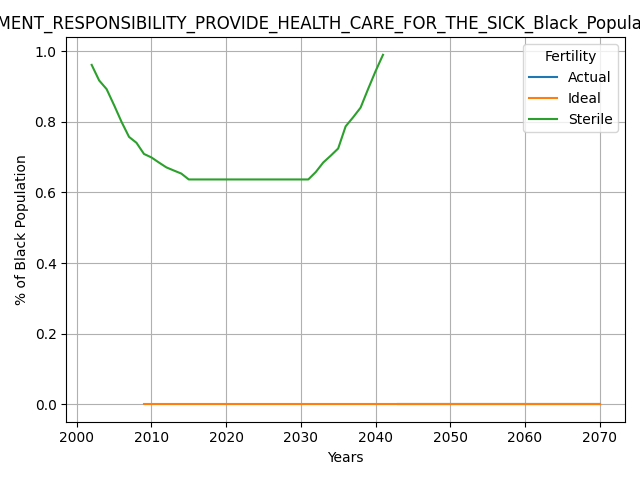 MENT_RESPONSIBILITY_PROVIDE_HEALTH_CARE_FOR_THE_SICK_Black_Popula
Fertility
Actual
Ideal
Sterile
% of Black Population
1.0
0.8
0.6
0.4
0.2
0.0
2000 2010 2020 2030 2040 2050 2060 2070
Years